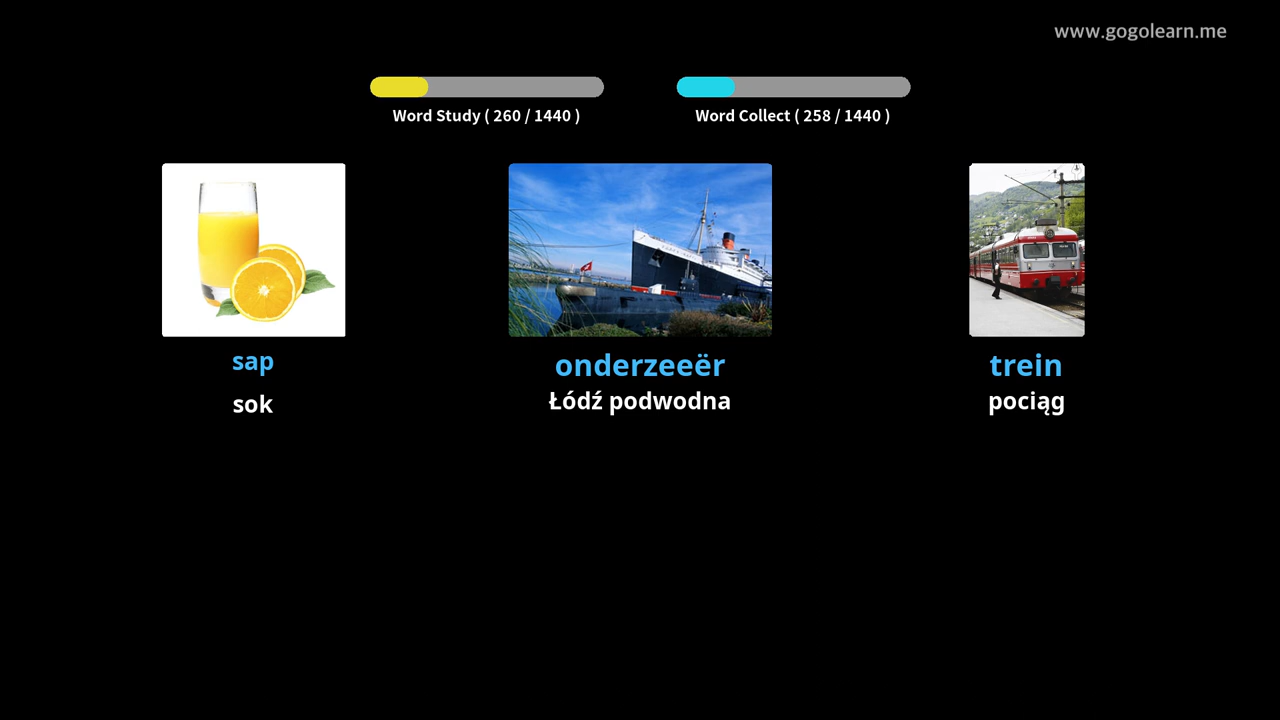 www.gogolearn.me
Word Study ( 260 / 1440 )
Word Collect ( 258 / 1440 )
sap
sok
onderzeeër
Łódź podwodna
trein
pociąg